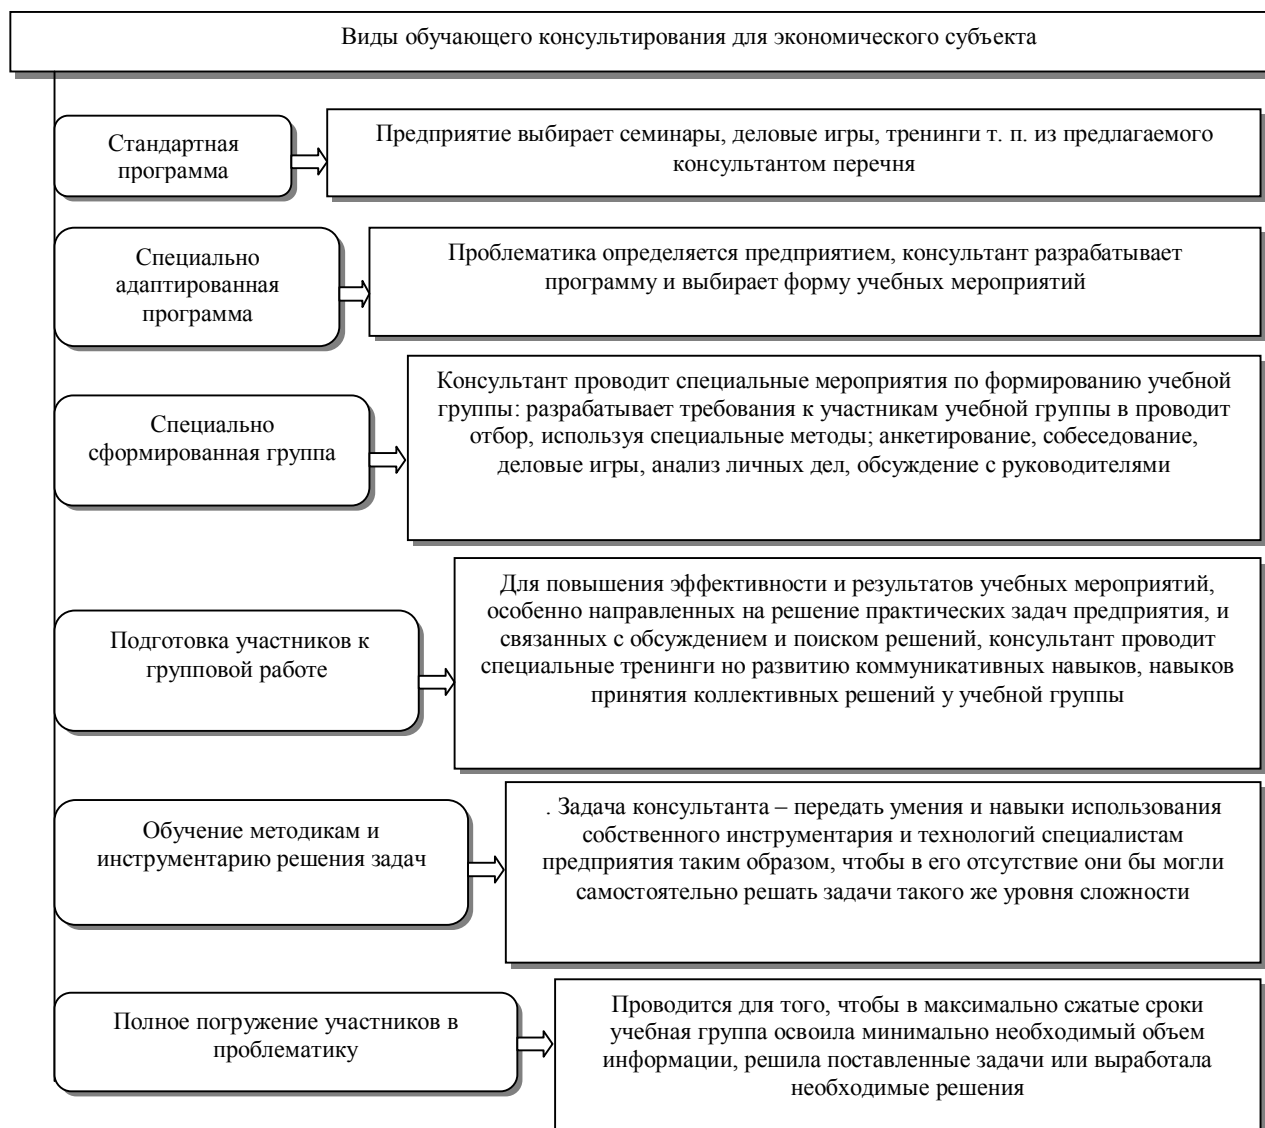 Виды обучающего консультирования для экономического субъекта
Стандартная
программа
Предприятие выбирает семинары, деловые игры, тренинги т. п. из предлагаемого
консультантом перечня
Специально
адаптированная
программа
Проблематика определяется предприятием, консультант разрабатывает
программу и выбирает форму учебных мероприятий
Специально
сформированная группа
Консультант проводит специальные мероприятия по формированию учебной
группы: разрабатывает требования к участникам учебной группы в проводит
отбор, используя специальные методы; анкетирование, собеседование,
деловые игры, анализ личных дел, обсуждение с руководителями
Подготовка участников к
групповой работе
Для повышения эффективности и результатов учебных мероприятий,
особенно направленных на решение практических задач предприятия, и
связанных с обсуждением и поиском решений, консультант проводит
специальные тренинги но развитию коммуникативных навыков, навыков
принятия коллективных решений у учебной группы
Обучение методикам и
инструментарию решения задач
. Задача консультанта – передать умения и навыки использования
собственного инструментария и технологий специалистам
предприятия таким образом, чтобы в его отсутствие они бы могли
самостоятельно решать задачи такого же уровня сложности
Полное погружение участников в
проблематику
Проводится для того, чтобы в максимально сжатые сроки
учебная группа освоила минимально необходимый объем
информации, решила поставленные задачи или выработала
необходимые решения